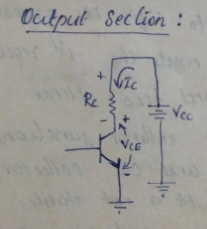 Output Section :
+
Ic
Rc
-
+
VCE
-
Vcc